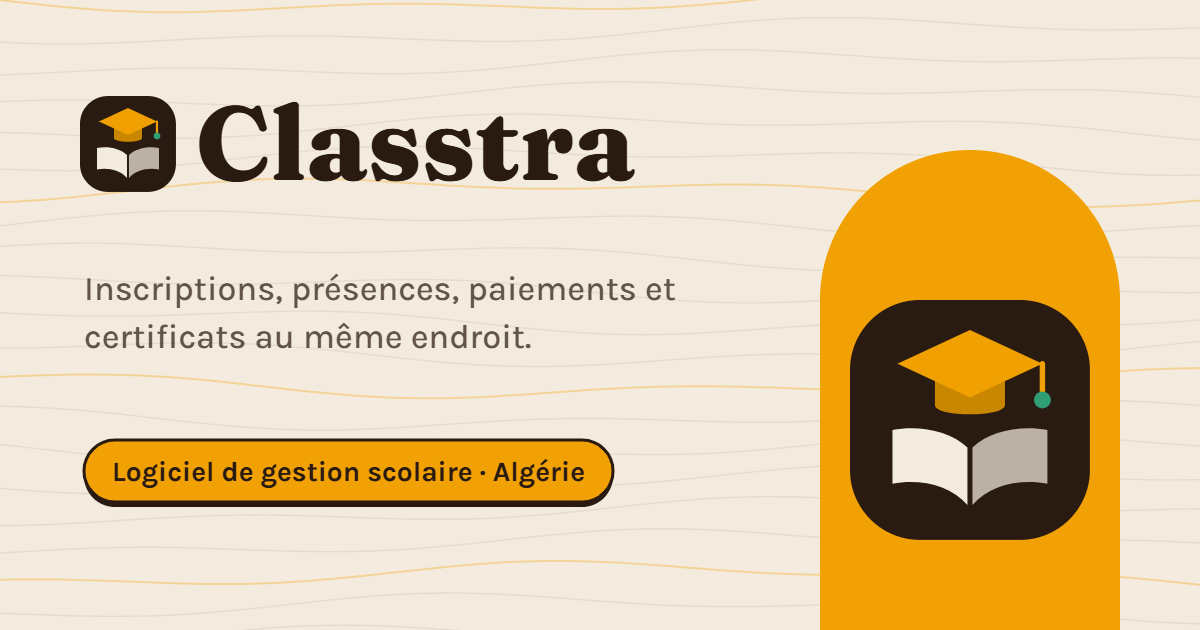 Classtra
Inscriptions, présences, paiements et
certificats au même endroit.
Logiciel de gestion scolaire · Algérie